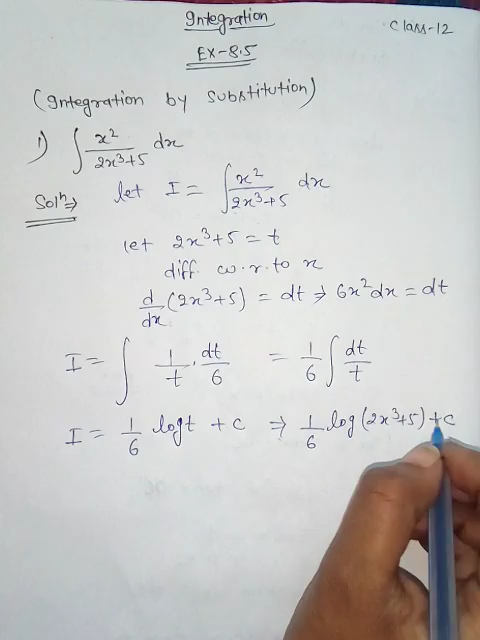 Integration
Class-12
EX-8.5
(Integration by Substitution)
1) ∫ x²/(2x³+5) dx
Solⁿ⇒ let I = ∫ x²/(2x³+5) dx
let 2x³+5 = t
diff. w.r.to x
d/dx (2x³+5) = dt ⇒ 6x²dx = dt
I = ∫ 1/t · dt/6 = 1/6 ∫ dt/t
I = 1/6 logt + c ⇒ 1/6 log(2x³+5)+c